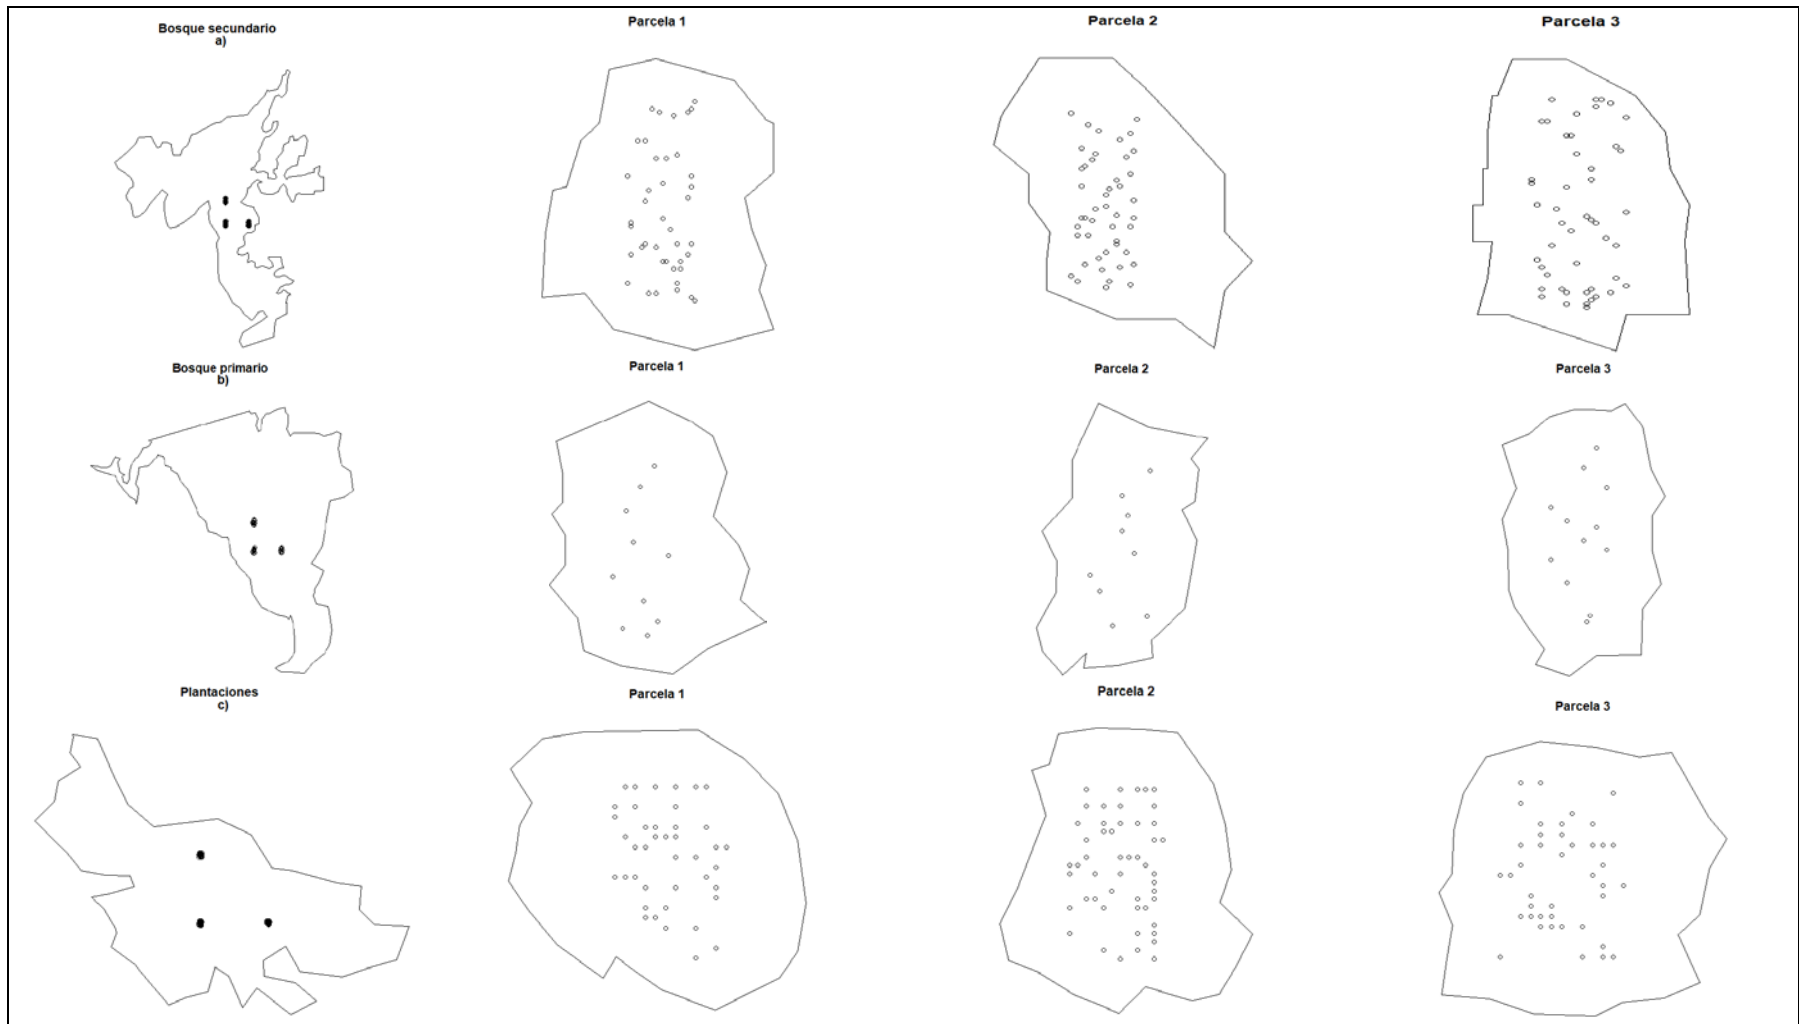 Bosque secundario
a)
Parcela 1
Parcela 2
Parcela 3
Bosque primario
b)
Parcela 1
Parcela 2
Parcela 3
Plantaciones
c)
Parcela 1
Parcela 2
Parcela 3